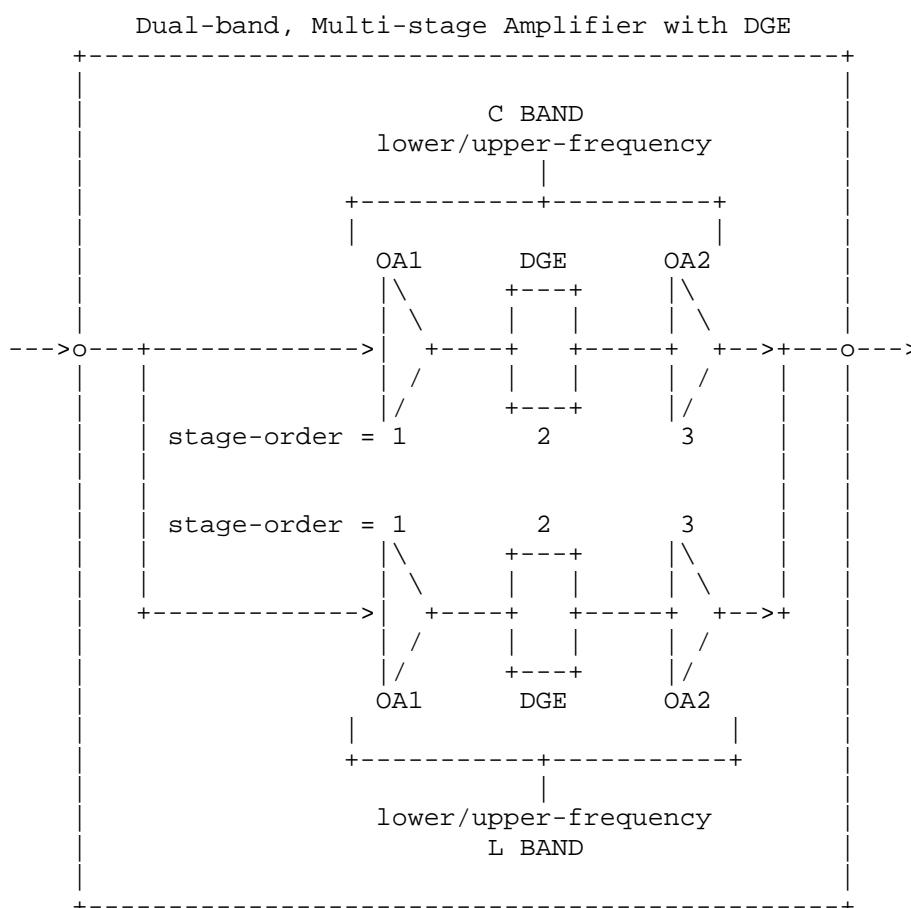 Dual-band, Multi-stage Amplifier with DGE
C BAND
lower/upper-frequency
OA1 DGE OA2
stage-order = 1 2 3
stage-order = 1 2 3
OA1 DGE OA2
lower/upper-frequency
L BAND